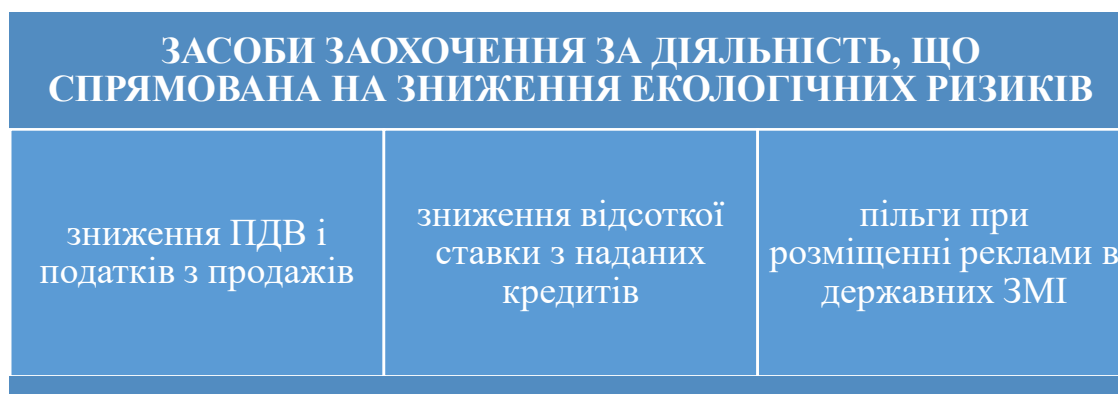 ЗАСОБИ ЗАОХОЧЕННЯ ЗА ДІЯЛЬНІСТЬ, ЩО
СПРЯМОВАНА НА ЗНИЖЕННЯ ЕКОЛОГІЧНИХ РИЗИКІВ
зниження ПДВ і
податків з продажів
зниження відсоткої
ставки з наданих
кредитів
пільги при
розміщенні реклами в
державних ЗМІ